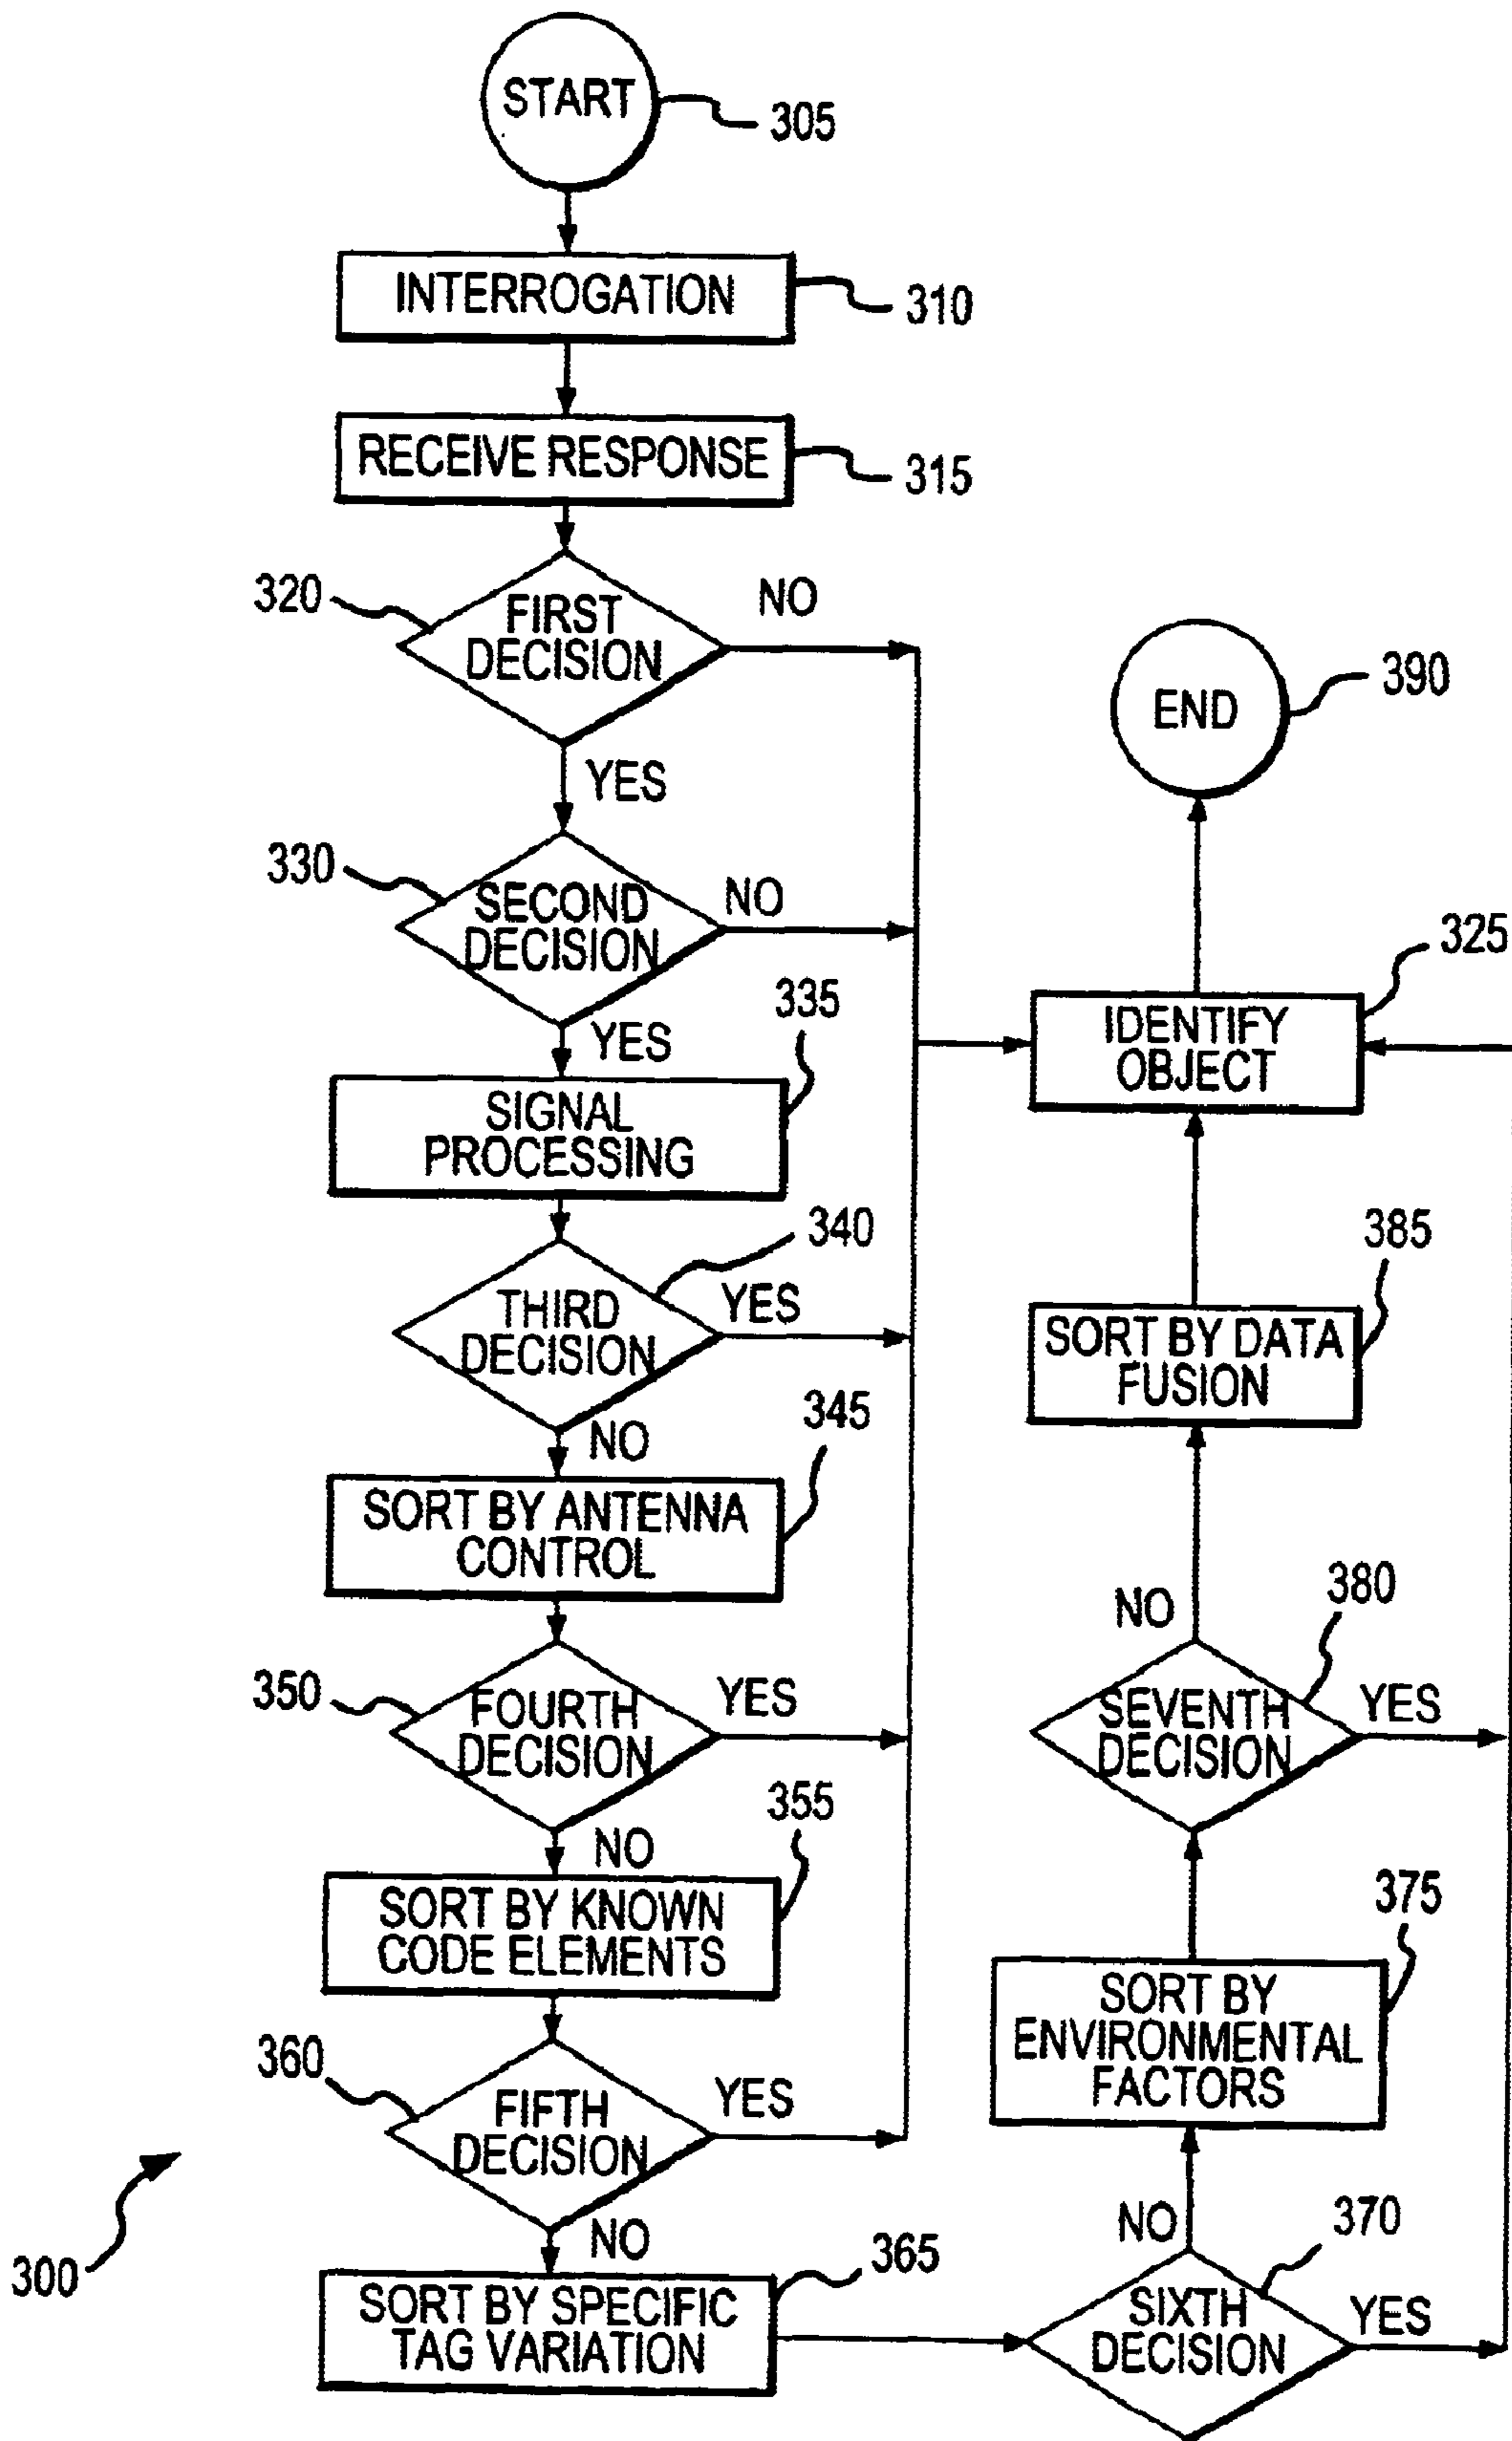 START
305
INTERROGATION
310
RECEIVE RESPONSE
315
320
FIRST
DECISION
NO
YES
330
SECOND
DECISION
NO
YES
335
SIGNAL
PROCESSING
340
THIRD
DECISION
YES
NO
345
SORT BY ANTENNA
CONTROL
350
FOURTH
DECISION
YES
NO
355
SORT BY KNOWN
CODE ELEMENTS
360
FIFTH
DECISION
YES
NO
300
365
SORT BY SPECIFIC
TAG VARIATION
370
SIXTH
DECISION
YES
NO
375
SORT BY
ENVIRONMENTAL
FACTORS
380
SEVENTH
DECISION
YES
NO
385
SORT BY DATA
FUSION
325
IDENTIFY
OBJECT
390
END